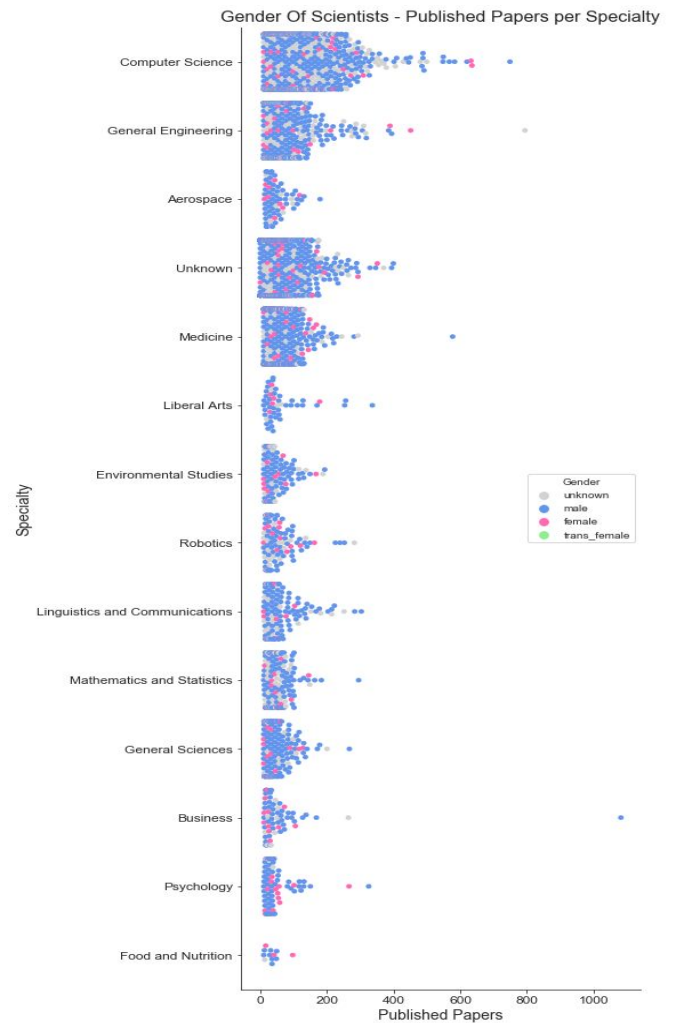 Gender Of Scientists - Published Papers per Specialty
Computer Science
General Engineering
Aerospace
Unknown
Medicine
Liberal Arts
Environmental Studies
Robotics
Linguistics and Communications
Mathematics and Statistics
General Sciences
Business
Psychology
Food and Nutrition
Specialty
Gender
unknown
male
female
trans_female
0 200 400 600 800 1000
Published Papers